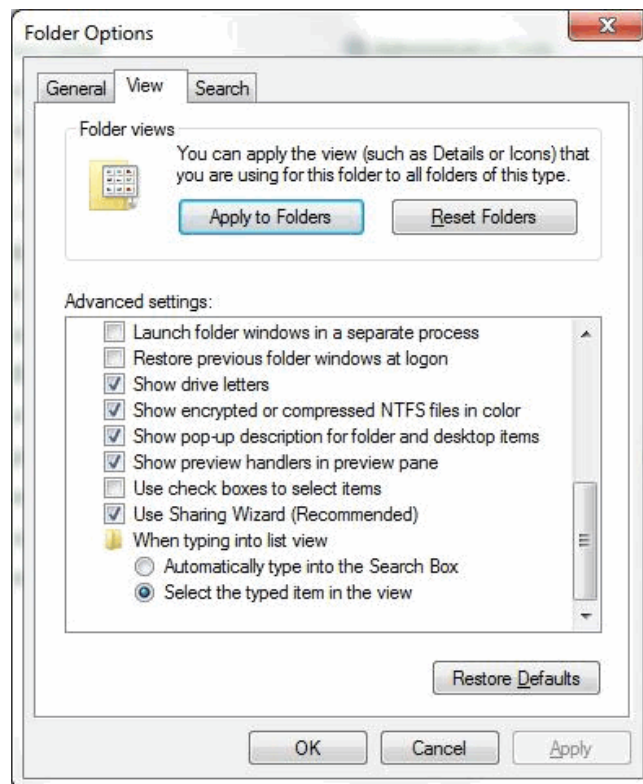 Folder Options
General
View
Search
Folder views
You can apply the view (such as Details or Icons) that
you are using for this folder to all folders of this type.
Apply to Folders
Reset Folders
Advanced settings:
Launch folder windows in a separate process
Restore previous folder windows at logon
Show drive letters
Show encrypted or compressed NTFS files in color
Show pop-up description for folder and desktop items
Show preview handlers in preview pane
Use check boxes to select items
Use Sharing Wizard (Recommended)
When typing into list view
Automatically type into the Search Box
Select the typed item in the view
Restore Defaults
OK
Cancel
Apply